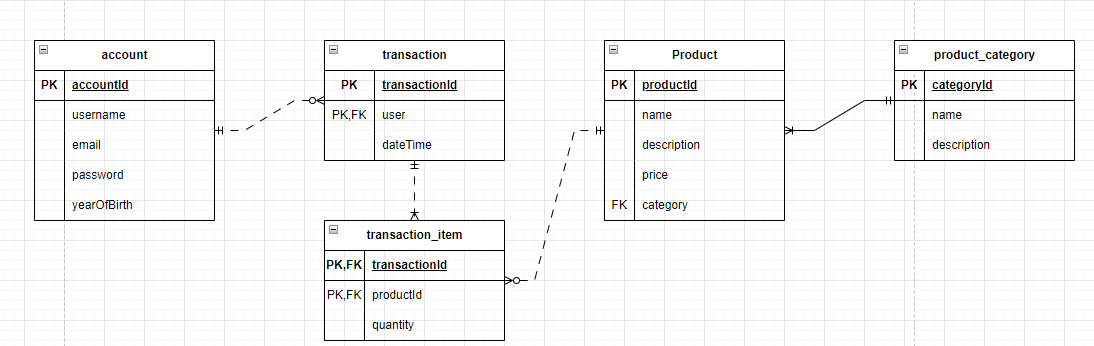 account
PK accountId
username
email
password
yearOfBirth
transaction
PK transactionId
PK,FK user
dateTime
transaction_item
PK,FK transactionId
PK,FK productId
quantity
Product
PK productId
name
description
price
FK category
product_category
PK categoryId
name
description